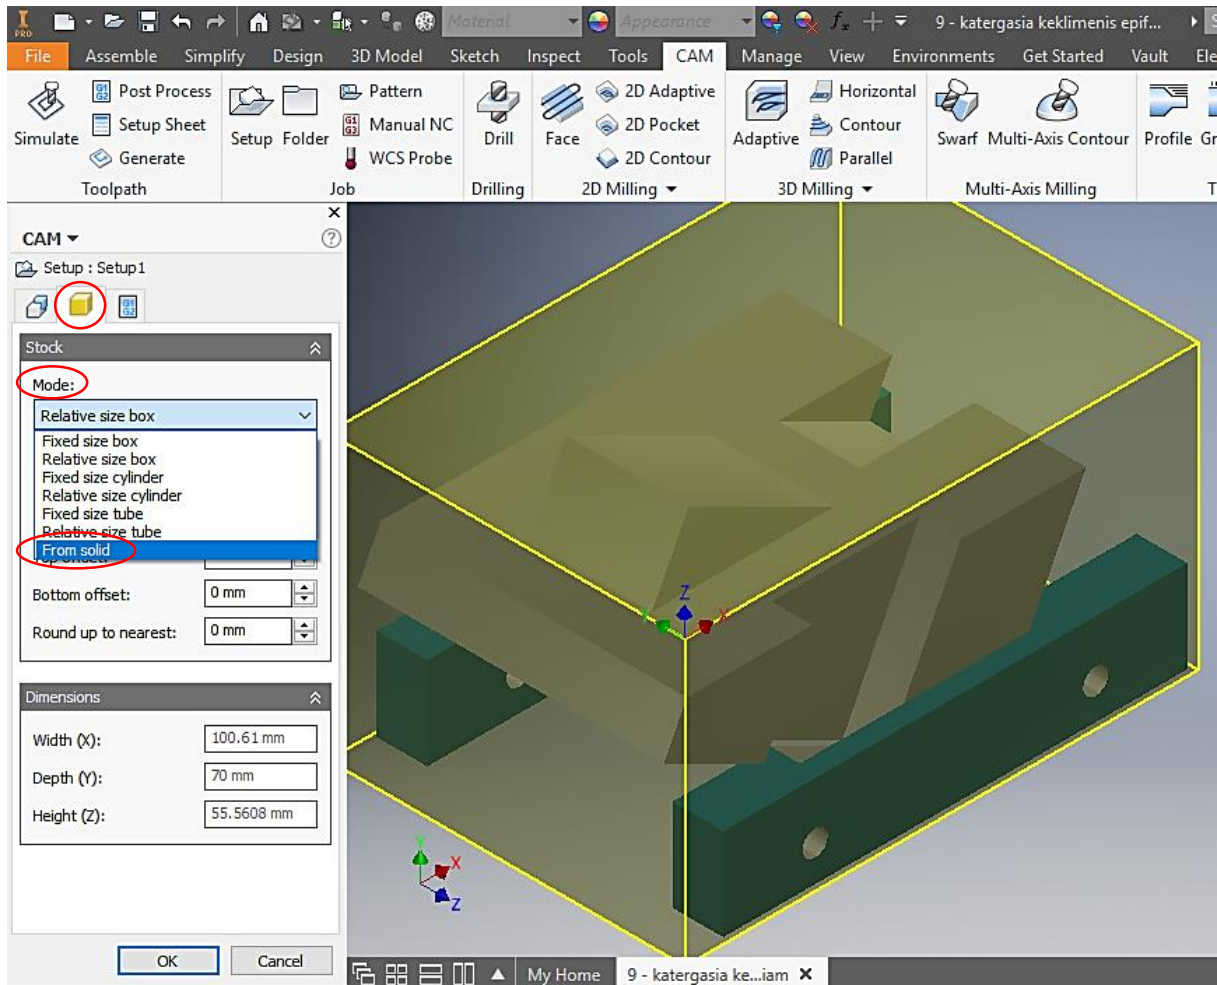 PRO
Material
Appearance
9 - katergasia keklimenis epif...
File Assemble Simplify Design 3D Model Sketch Inspect Tools CAM Manage View Environments Get Started Vault Ele
Simulate
Post Process
Setup Sheet
Generate
Toolpath
Setup Folder
Pattern
Manual NC
WCS Probe
Job
Drill
Drilling
Face
2D Adaptive
2D Pocket
2D Contour
2D Milling
Adaptive
Horizontal
Contour
Parallel
3D Milling
Swarf Multi-Axis Contour
Multi-Axis Milling
Profile Gr
T
CAM
Setup : Setup1
G1
G2
Stock
Mode:
Relative size box
Fixed size box
Relative size box
Fixed size cylinder
Relative size cylinder
Fixed size tube
Relative size tube
From solid
Bottom offset: 0 mm
Round up to nearest: 0 mm
Dimensions
Width (X): 100.61 mm
Depth (Y): 70 mm
Height (Z): 55.5608 mm
OK Cancel
Z
Y
X
Y
X
Z
My Home 9 - katergasia ke...iam